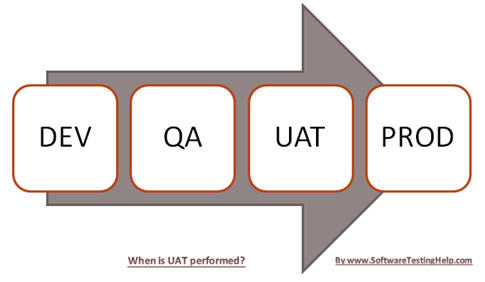 DEV QA UAT PROD
When is UAT performed? By www.SoftwareTestingHelp.com